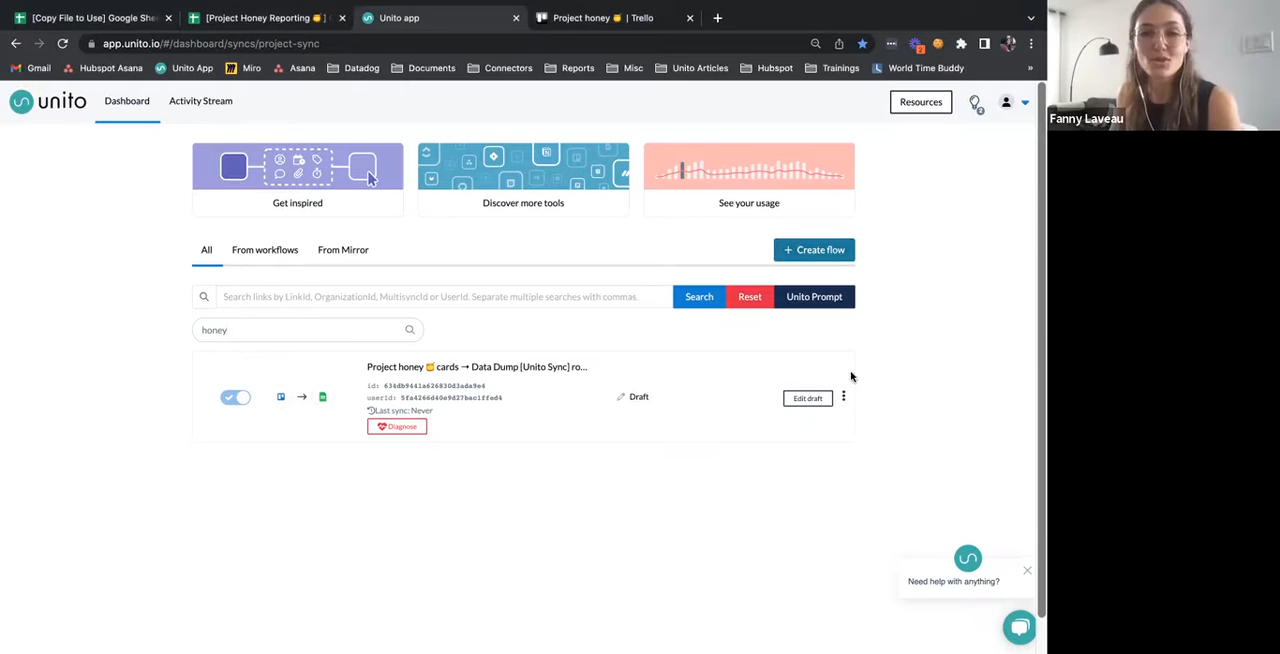 [Copy File to Use] Google She
[Project Honey Reporting 🍯]
Unito app
Project honey 🍯 | Trello
app.unito.io/#/dashboard/syncs/project-sync
Gmail
Hubspot Asana
Unito App
Miro
Asana
Datadog
Documents
Connectors
Reports
Misc
Unito Articles
Hubspot
Trainings
World Time Buddy
»
unito
Dashboard
Activity Stream
Resources
2
Fanny Laveau
Get inspired
Discover more tools
See your usage
All
From workflows
From Mirror
+ Create flow
Search links by LinkId, OrganizationId, MultisyncId or UserId. Separate multiple searches with commas.
Search
Reset
Unito Prompt
honey
Project honey 🍯 cards → Data Dump [Unito Sync] ro...
id: 634db9441a626830d3ada9e4
userId: 5fa4266d40e9d27bac1ffed4
Last sync: Never
Diagnose
Draft
Edit draft
Need help with anything?